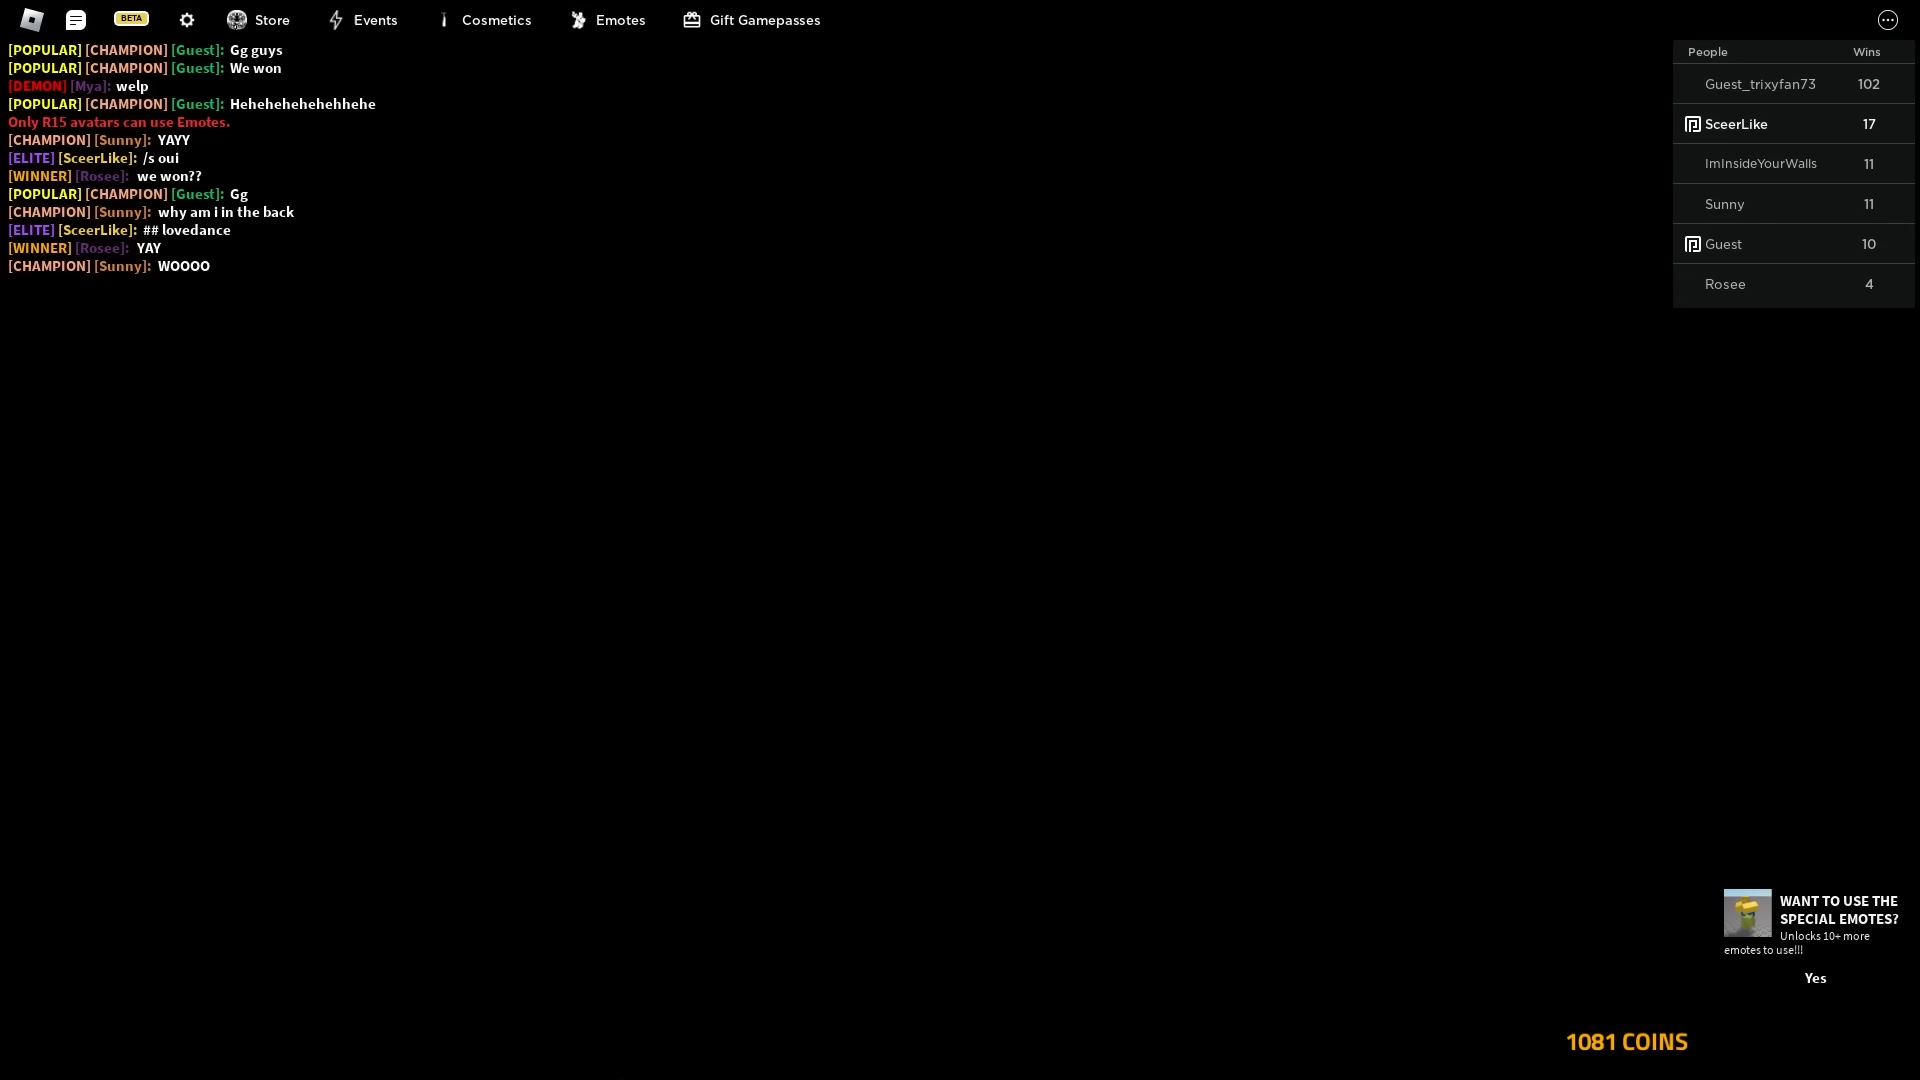 BETA
Store
Events
Cosmetics
Emotes
Gift Gamepasses
[POPULAR] [CHAMPION] [Guest]: Gg guys
[POPULAR] [CHAMPION] [Guest]: We won
[DEMON] [Mya]: welp
[POPULAR] [CHAMPION] [Guest]: Hehehehehehehhehe
Only R15 avatars can use Emotes.
[CHAMPION] [Sunny]: YAYY
[ELITE] [SceerLike]: /s oui
[WINNER] [Rosee]: we won??
[POPULAR] [CHAMPION] [Guest]: Gg
[CHAMPION] [Sunny]: why am i in the back
[ELITE] [SceerLike]: ## lovedance
[WINNER] [Rosee]: YAY
[CHAMPION] [Sunny]: WOOOO
People Wins
Guest_trixyfan73 102
SceerLike 17
ImInsideYourWalls 11
Sunny 11
Guest 10
Rosee 4
WANT TO USE THE
SPECIAL EMOTES?
Unlocks 10+ more
emotes to use!!!
Yes
1081 COINS